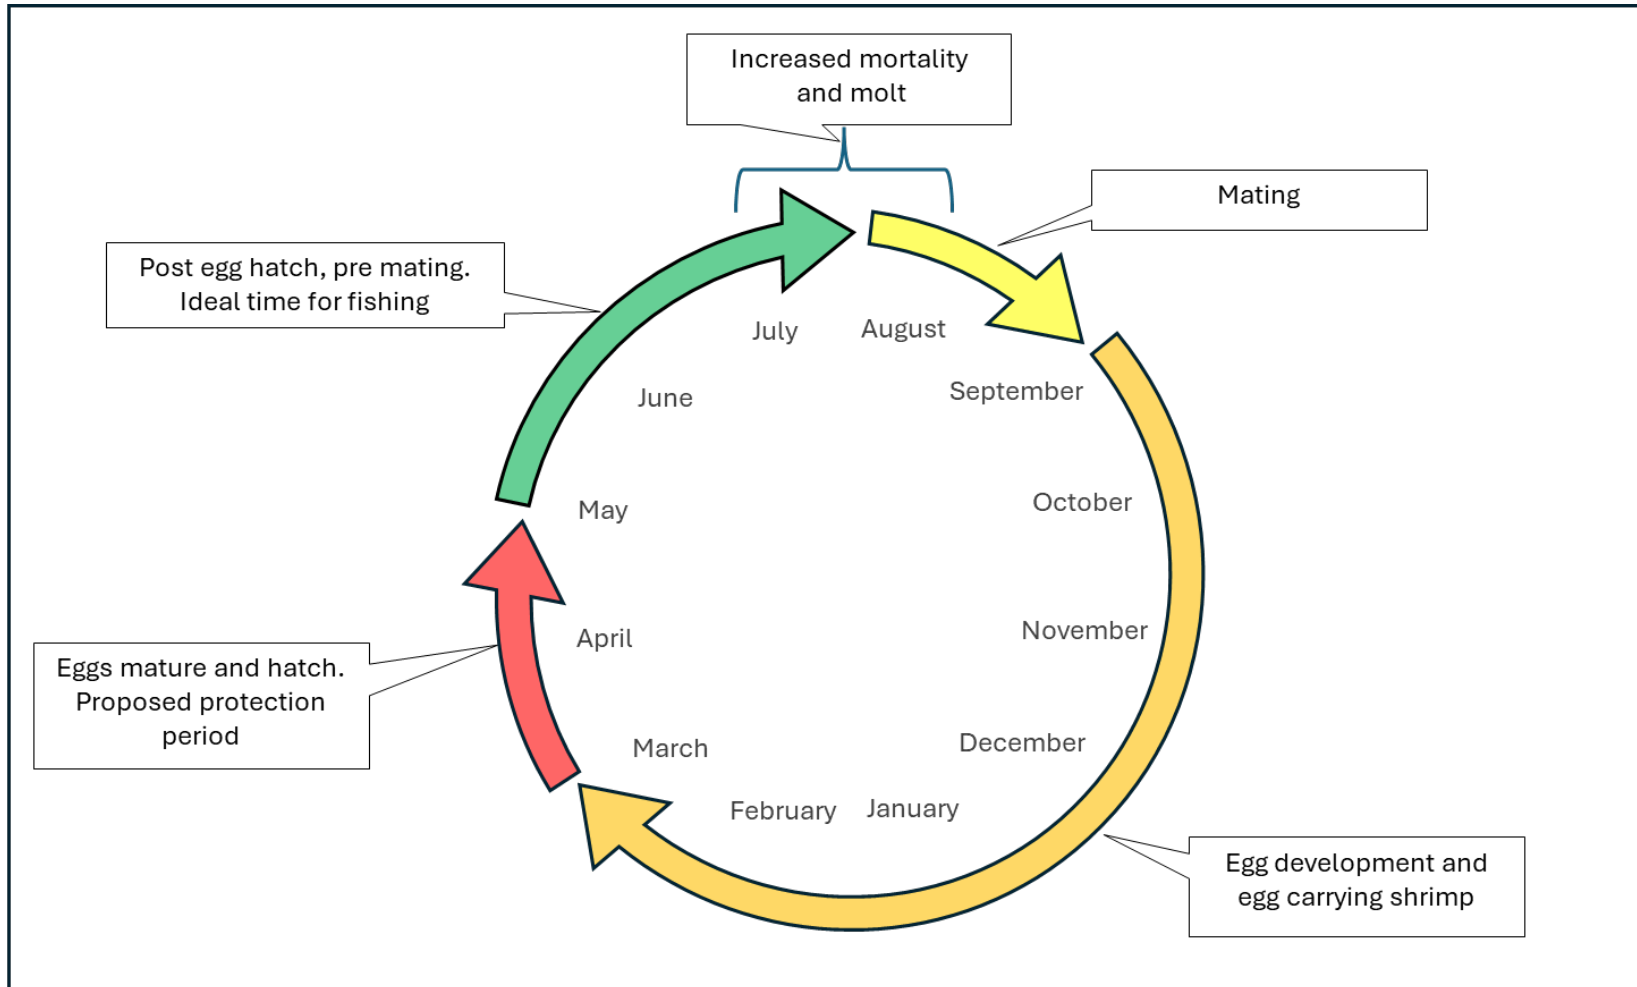 Increased mortality
and molt
Mating
Post egg hatch, pre mating.
Ideal time for fishing
July
August
June
September
May
October
April
November
Eggs mature and hatch.
Proposed protection
period
March
December
February
January
Egg development and
egg carrying shrimp